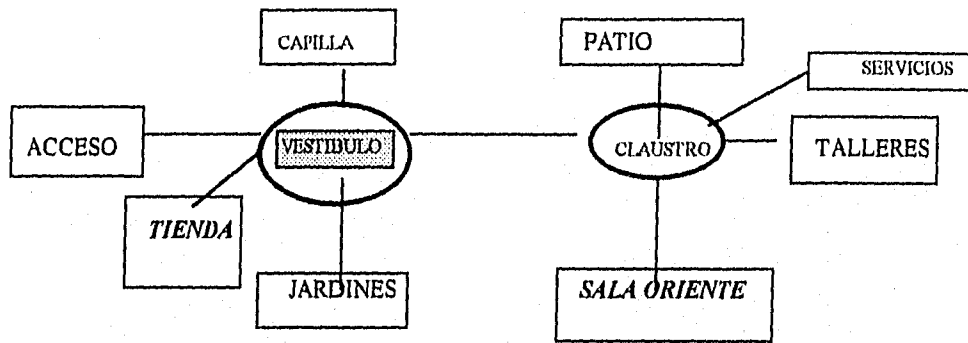 CAPILLA
PATIO
SERVICIOS
ACCESO
VESTIBULO
CLAUSTRO
TALLERES
TIENDA
JARDINES
SALA ORIENTE